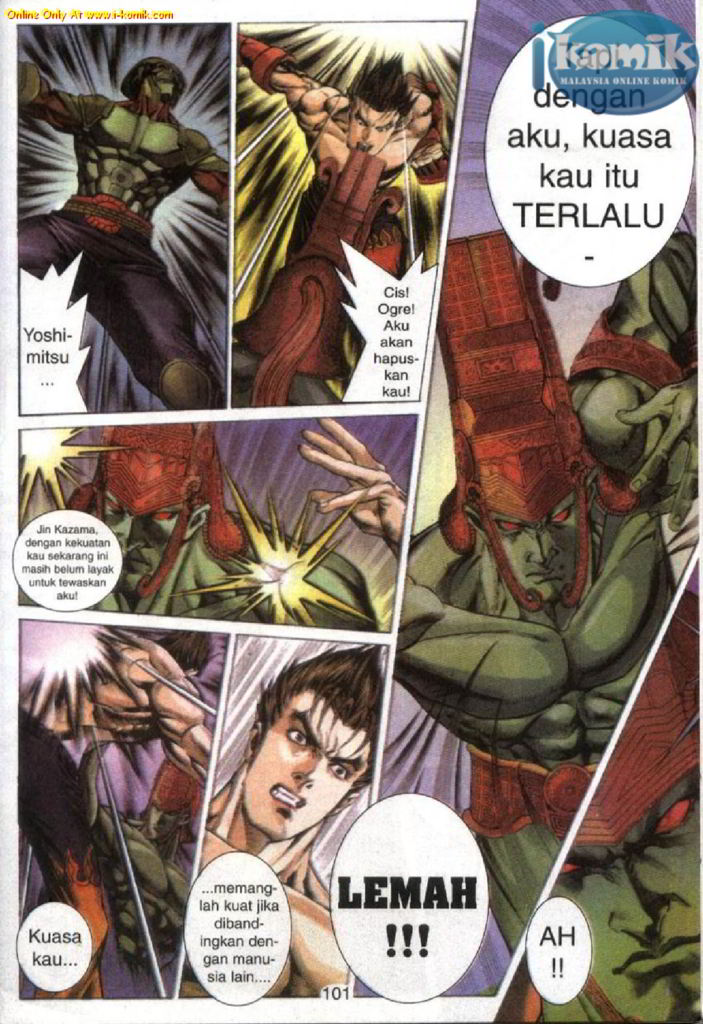 Online Only At www.i-komik.com
ikomik
MALAYSIA ONLINE KOMIK
Yoshi-
mitsu
...
Cis!
Ogre!
Aku
akan
hapus-
kan
kau!
Jin Kazama,
dengan kekuatan
kau sekarang ini
masih belum layak
untuk tewaskan
aku!
Kuasa
kau...
...memang-
lah kuat jika
diband-
ingkan den-
gan manu-
sia lain....
dengan
aku, kuasa
kau itu
TERLALU
-
LEMAH
!!!
AH
!!
101